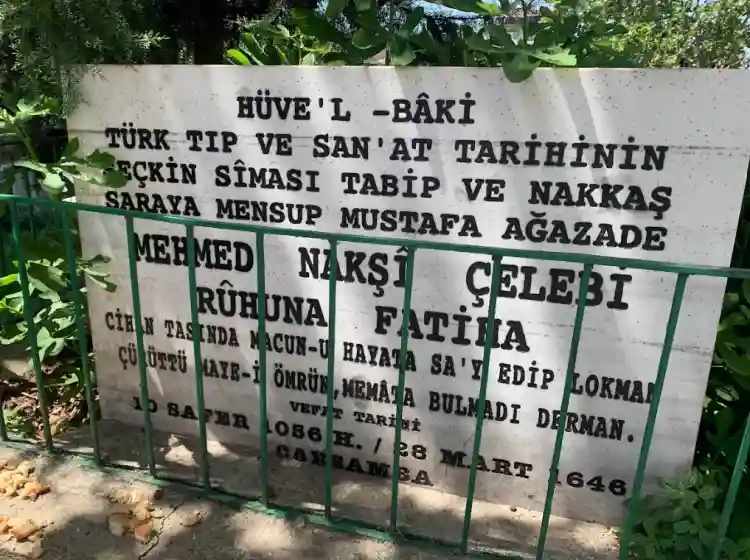 HÜVE'L -BÂKİ
TÜRK TIP VE SAN'AT TARİHİNİN
SEÇKİN SÎMASI TABİP VE NAKKAŞ
SARAYA MENSUP MUSTAFA AĞAZADE
MEHMED NAKŞÎ ÇELEBİ
RÛHUNA FATİHA
CİHAN TASINDA MACUN-U HAYATA SA'Y EDİP LOKMAN
ÇÜRÜTTÜ MAYE-İ ÖMRÜN,MEMÂTA BULMADI DERMAN.
VEFAT TARİHİ
10 SAFER 1056 H. / 28 MART 1646
ÇARŞAMBA